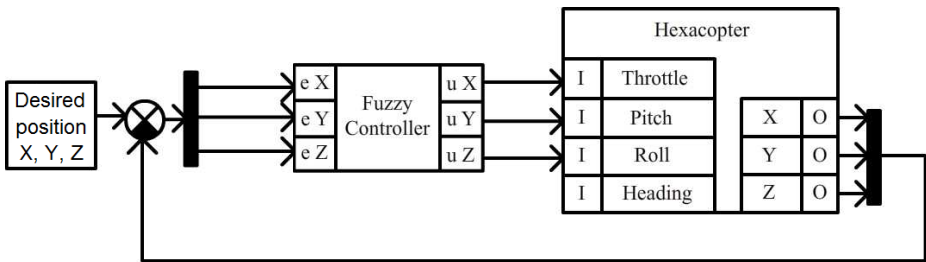 Desired
position
X, Y, Z
e X
e Y
e Z
Fuzzy
Controller
u X
u Y
u Z
Hexacopter
I Throttle
I Pitch
I Roll
I Heading
X O
Y O
Z O